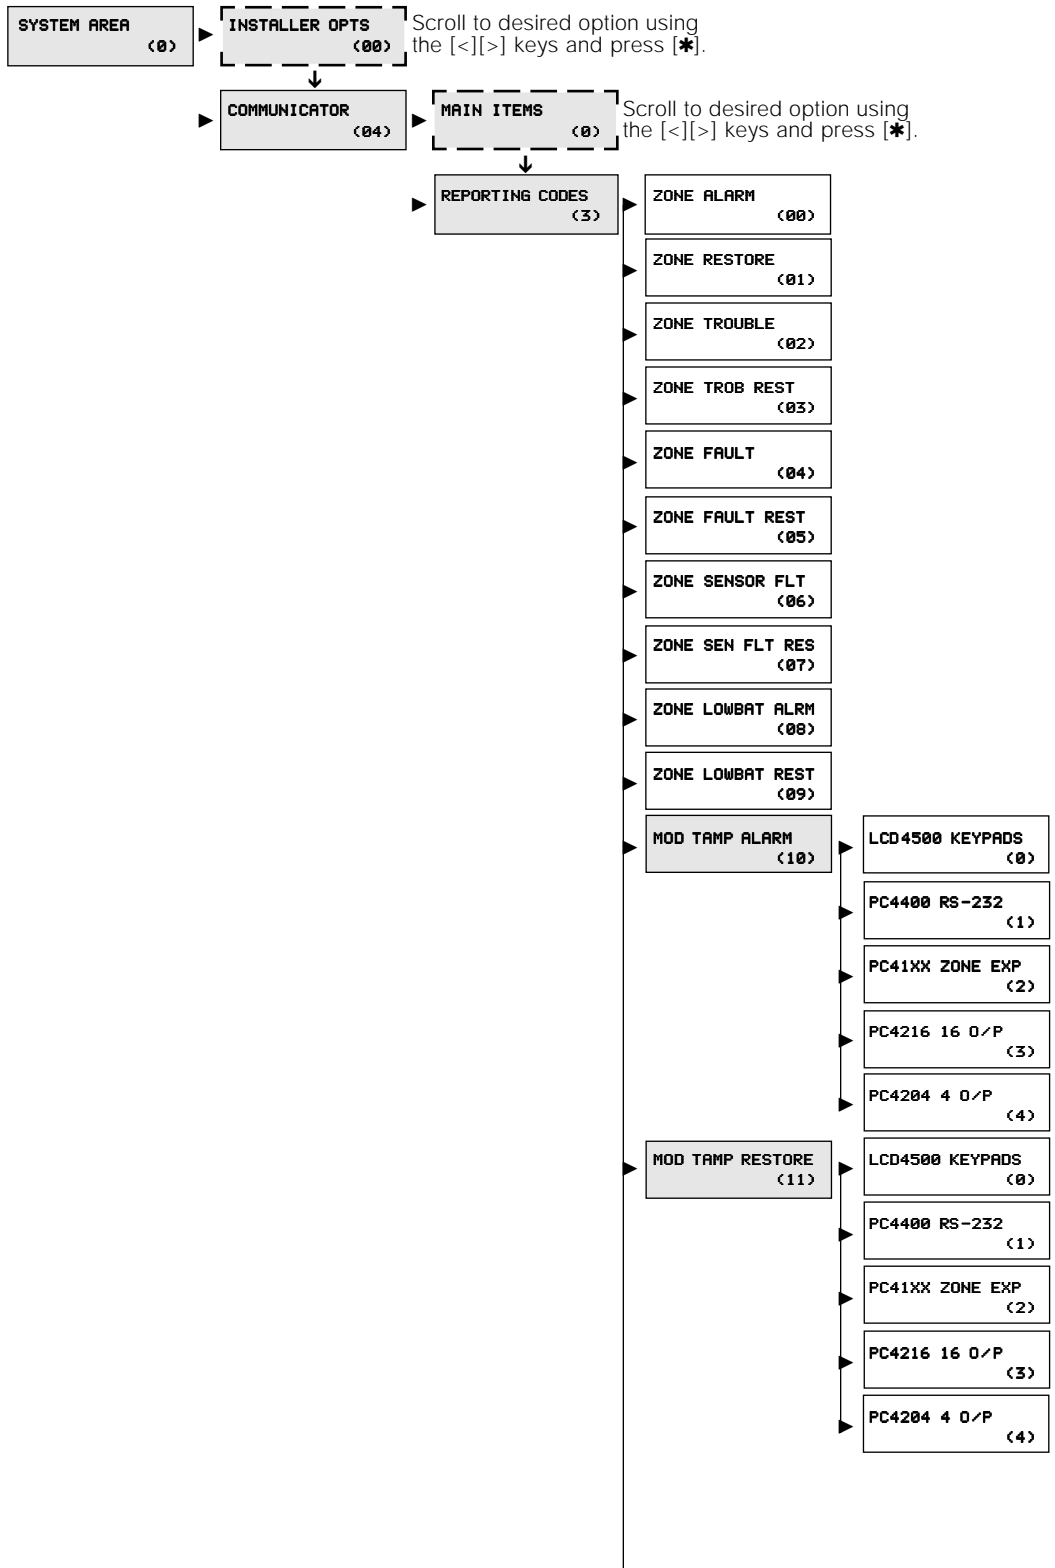 SYSTEM AREA
(0)
INSTALLER OPTS
(00)
Scroll to desired option using
the [<][>] keys and press [✱].
COMMUNICATOR
(04)
MAIN ITEMS
(0)
Scroll to desired option using
the [<][>] keys and press [✱].
REPORTING CODES
(3)
ZONE ALARM
(00)
ZONE RESTORE
(01)
ZONE TROUBLE
(02)
ZONE TROB REST
(03)
ZONE FAULT
(04)
ZONE FAULT REST
(05)
ZONE SENSOR FLT
(06)
ZONE SEN FLT RES
(07)
ZONE LOWBAT ALRM
(08)
ZONE LOWBAT REST
(09)
MOD TAMP ALARM
(10)
LCD4500 KEYPADS
(0)
PC4400 RS-232
(1)
PC41XX ZONE EXP
(2)
PC4216 16 O/P
(3)
PC4204 4 O/P
(4)
MOD TAMP RESTORE
(11)
LCD4500 KEYPADS
(0)
PC4400 RS-232
(1)
PC41XX ZONE EXP
(2)
PC4216 16 O/P
(3)
PC4204 4 O/P
(4)